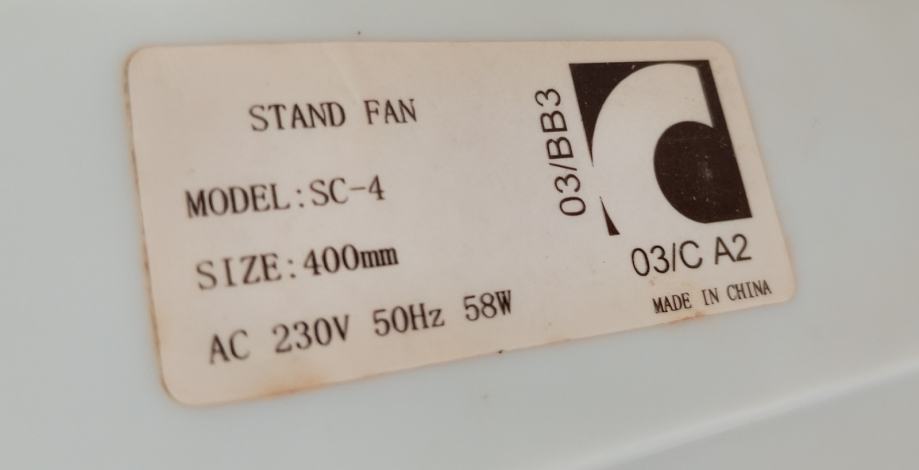 STAND FAN
MODEL:SC-4
SIZE:400mm
AC 230V 50Hz 58W
03/BB3
03/C A2
MADE IN CHINA